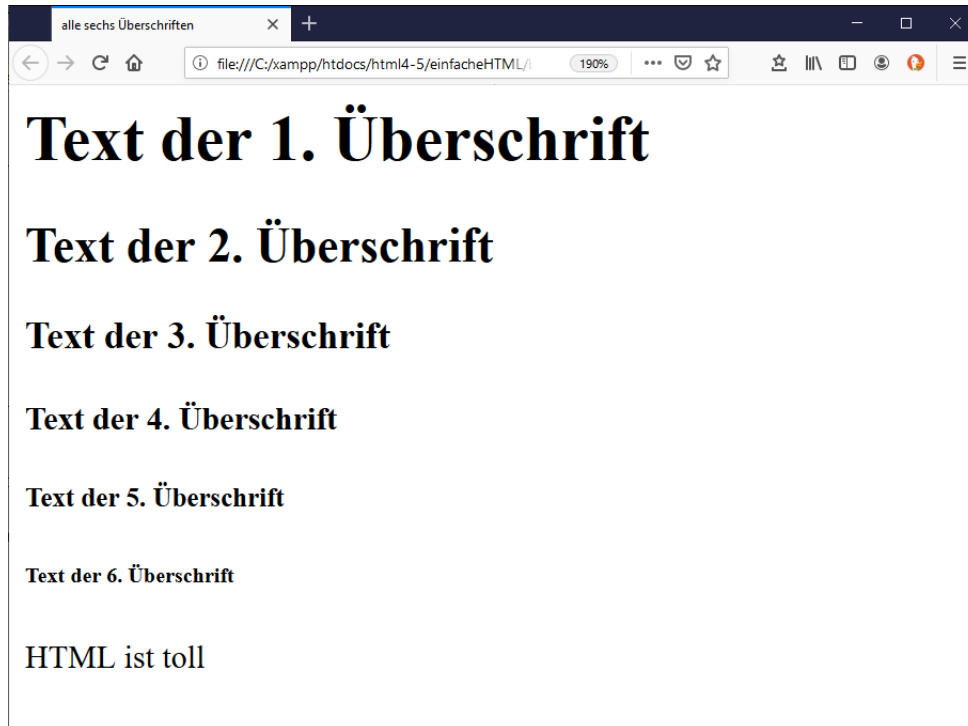 alle sechs Überschriften
file:///C:/xampp/htdocs/html4-5/einfacheHTML/
190%
Text der 1. Überschrift
Text der 2. Überschrift
Text der 3. Überschrift
Text der 4. Überschrift
Text der 5. Überschrift
Text der 6. Überschrift
HTML ist toll